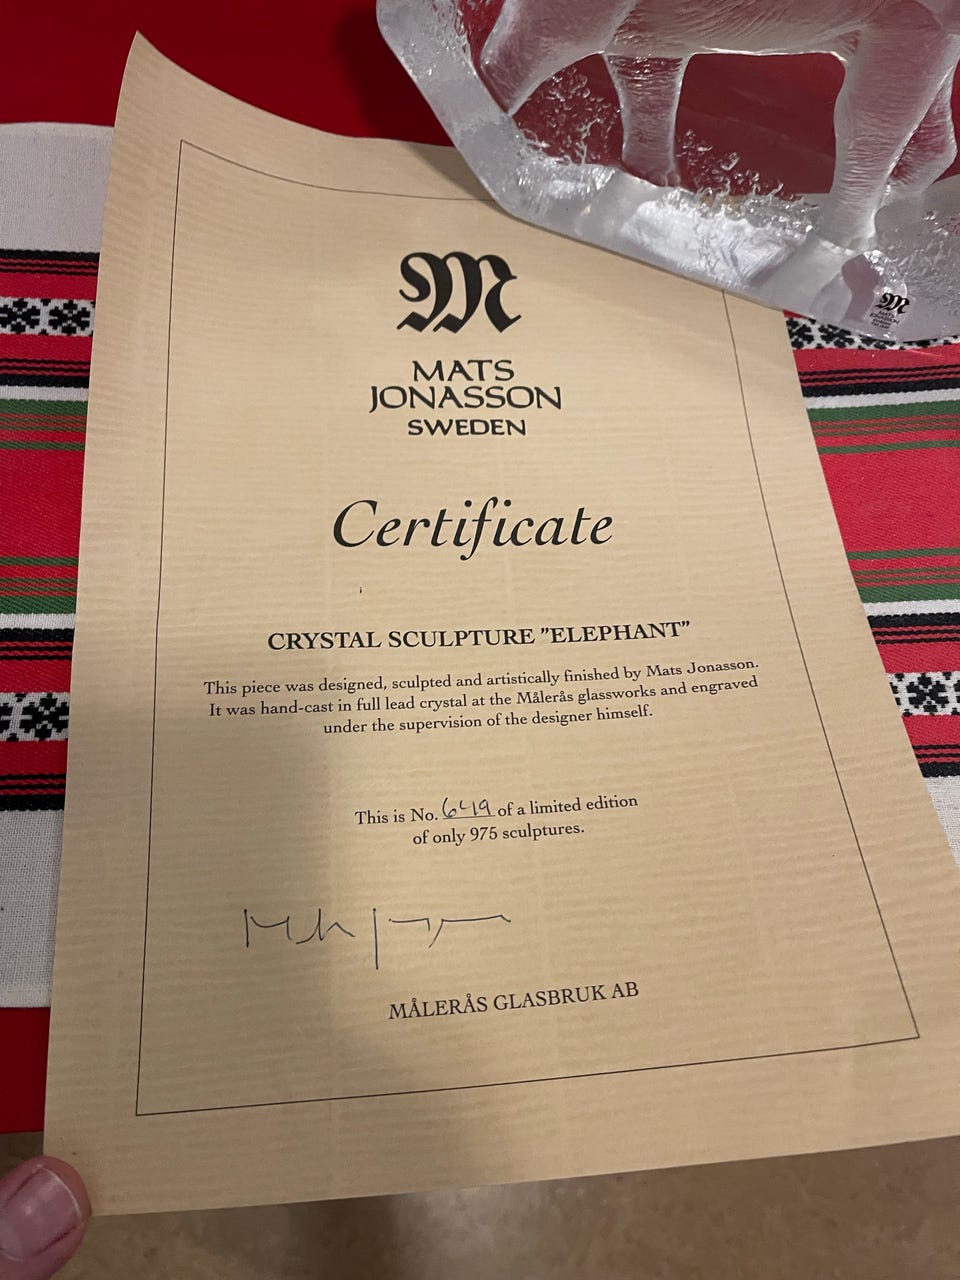 M
MATS
JONASSON
SWEDEN
Certificate
CRYSTAL SCULPTURE ”ELEPHANT”
This piece was designed, sculpted and artistically finished by Mats Jonasson.
It was hand-cast in full lead crystal at the Målerås glassworks and engraved
under the supervision of the designer himself.
This is No. 649 of a limited edition
of only 975 sculptures.
MÅLERÅS GLASBRUK AB
M
MATS
JONASSON